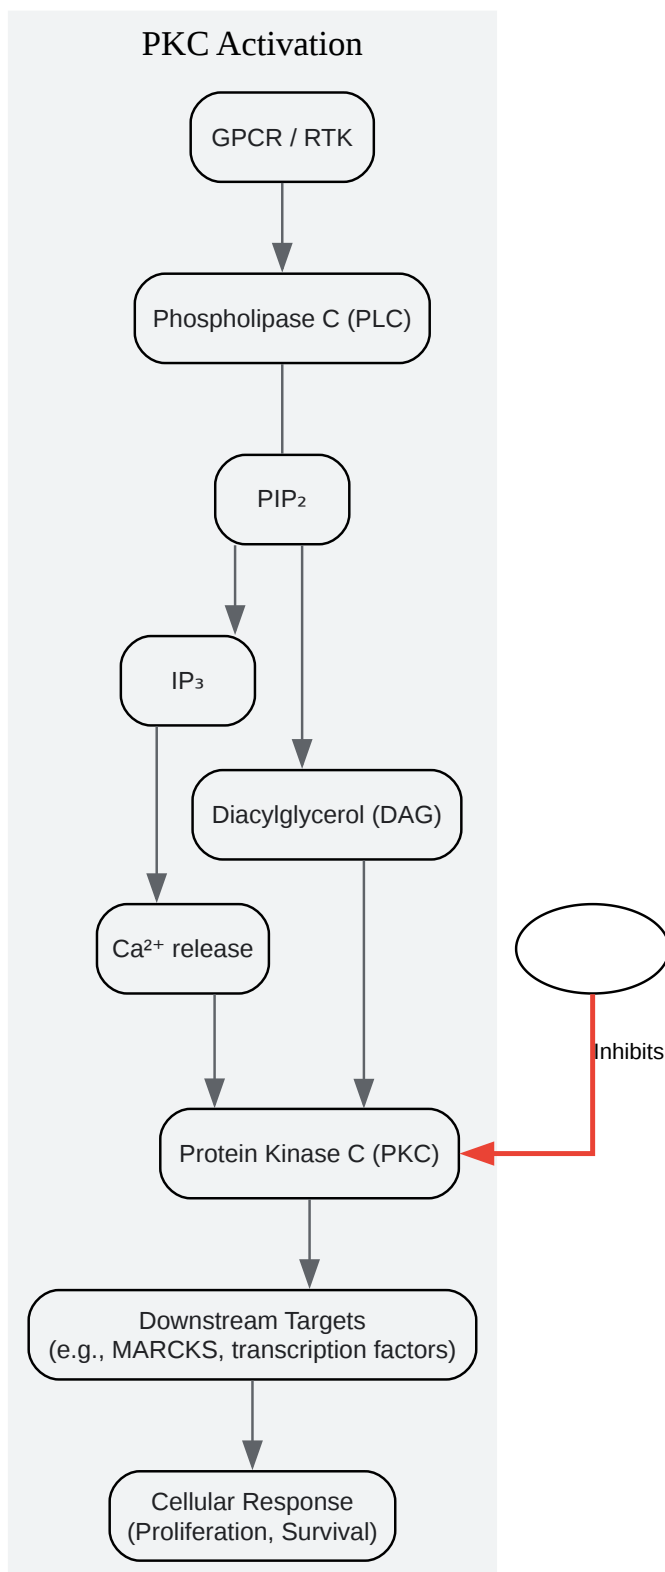 PKC Activation
GPCR / RTK
Phospholipase C (PLC)
PIP₂
IP₃
Diacylglycerol (DAG)
Ca²⁺ release
Inhibits
Protein Kinase C (PKC)
Downstream Targets
(e.g., MARCKS, transcription factors)
Cellular Response
(Proliferation, Survival)